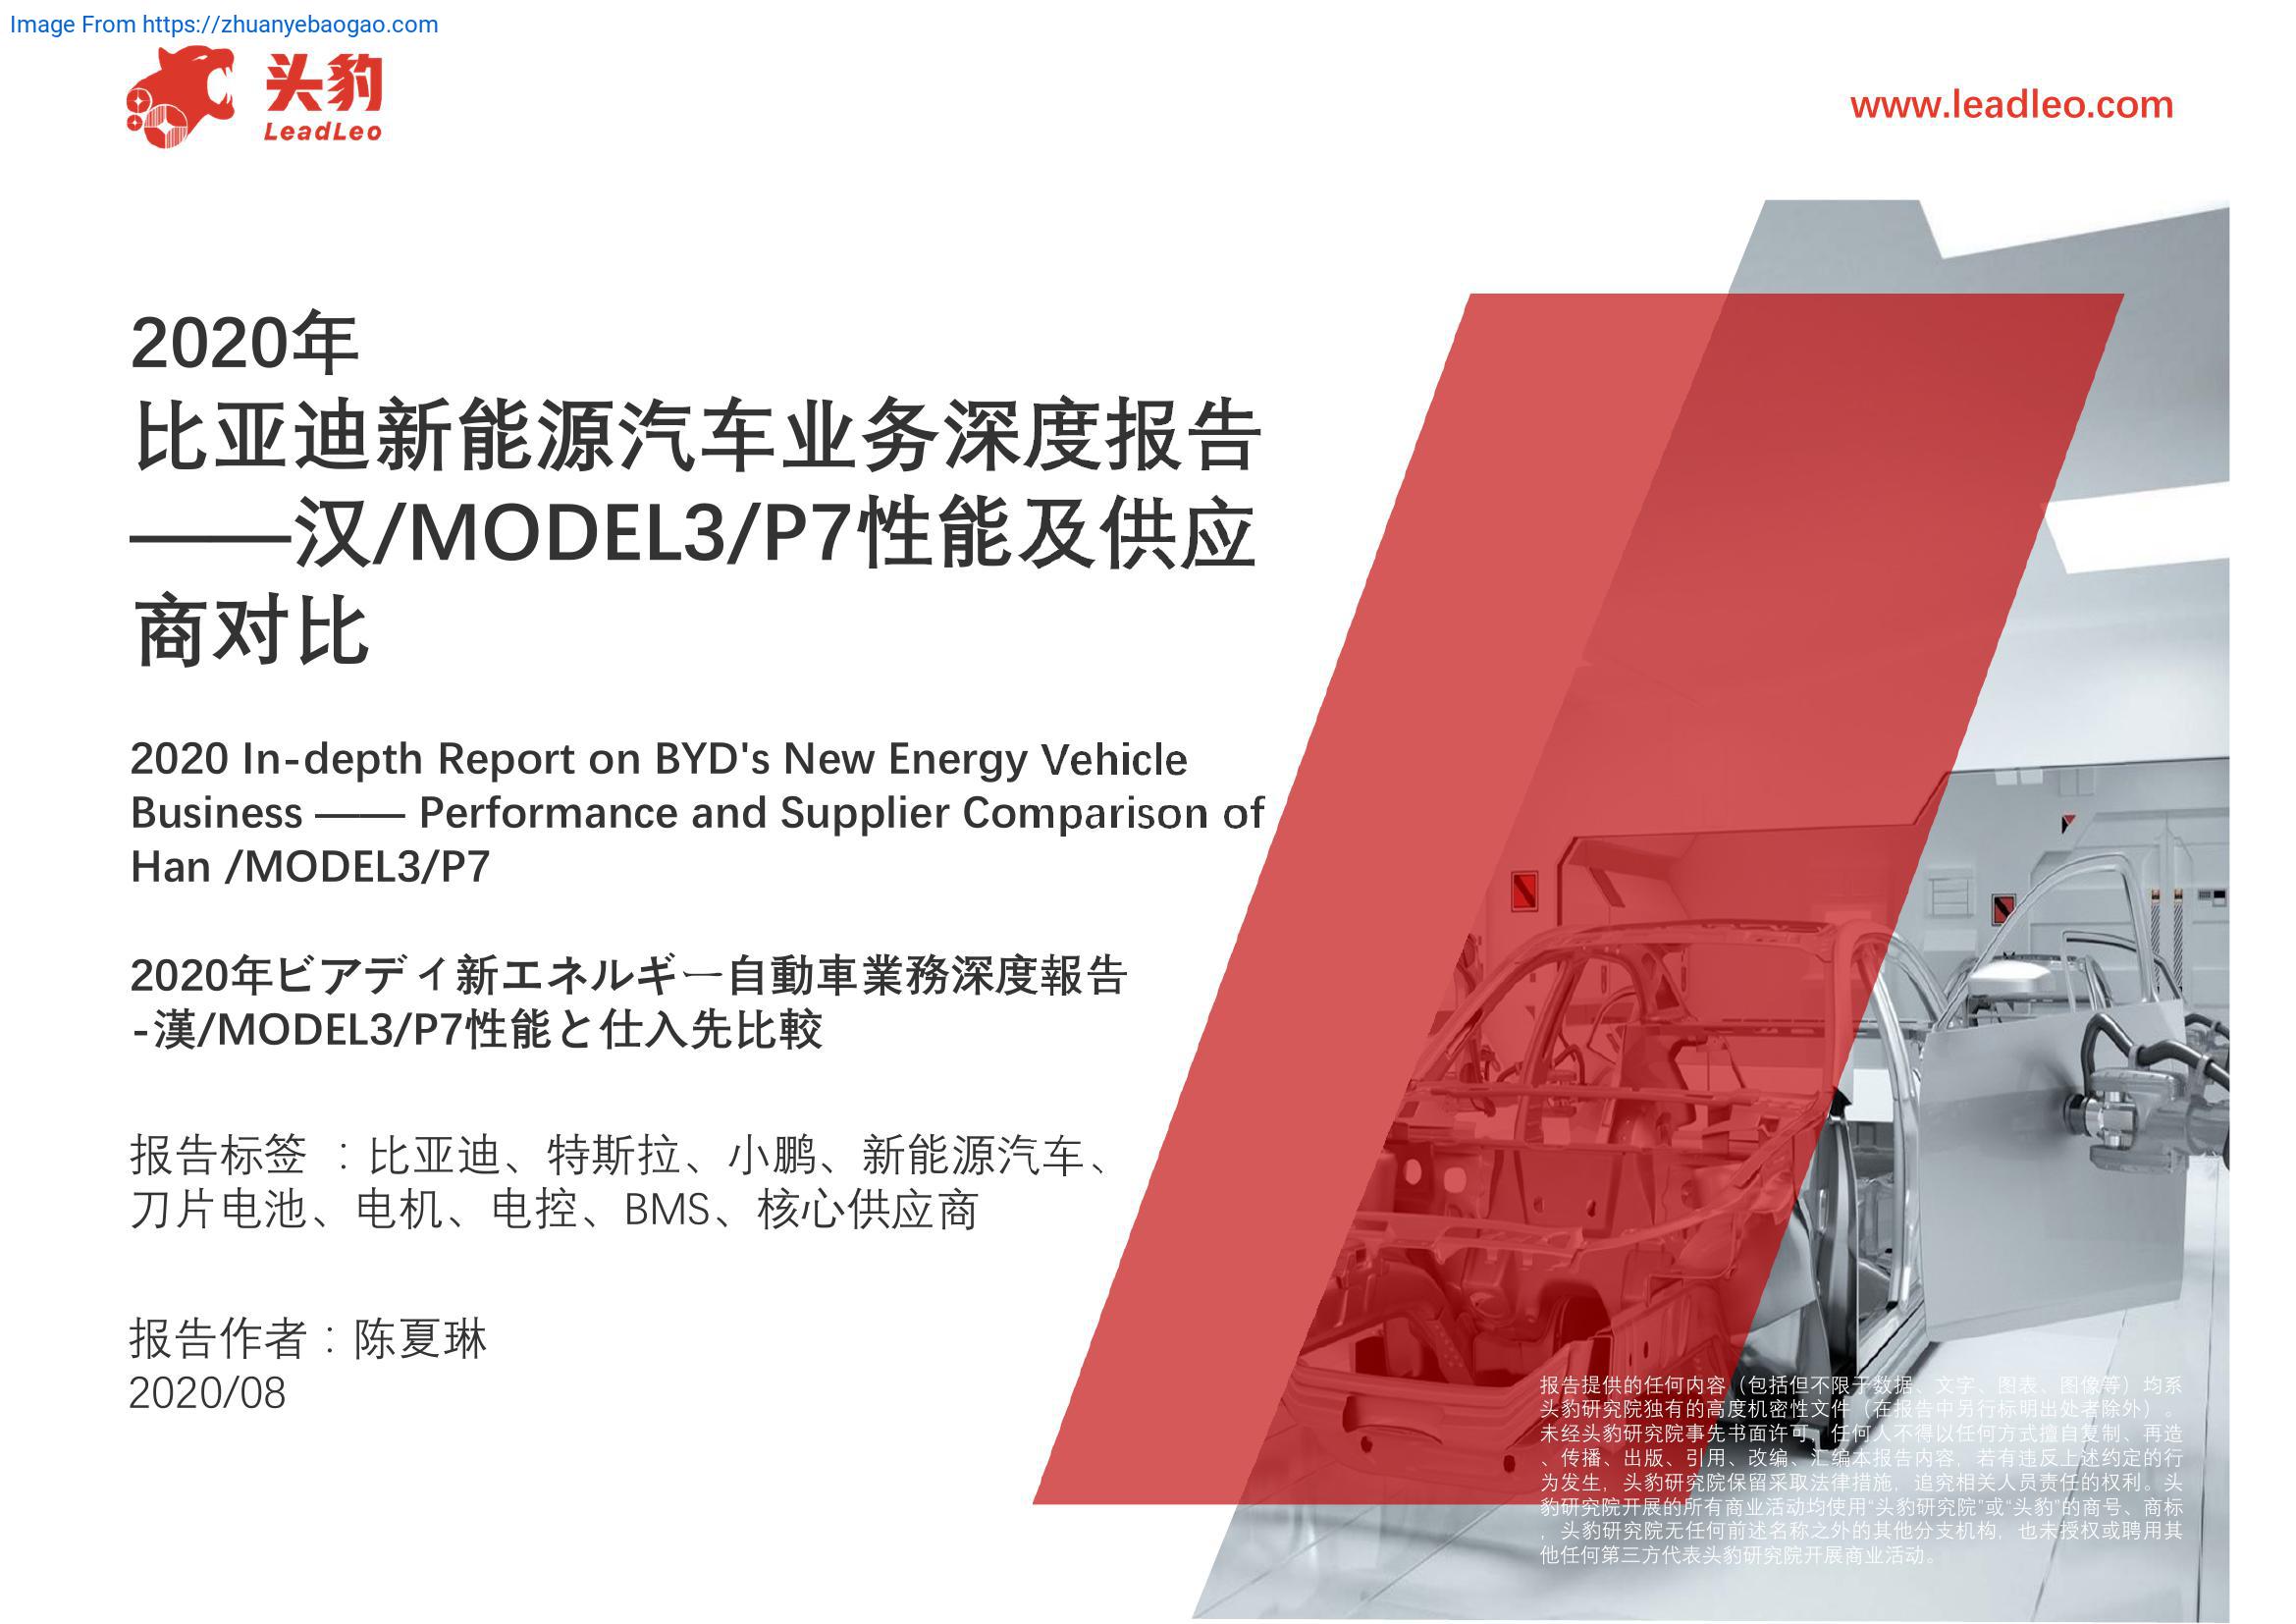 Image From https://zhuanyebaogao.com
头豹
LeadLeo
www.leadleo.com
2020年
比亚迪新能源汽车业务深度报告
——汉/MODEL3/P7性能及供应
商对比
2020 In-depth Report on BYD's New Energy Vehicle
Business —— Performance and Supplier Comparison of
Han /MODEL3/P7
2020年ビアディ新エネルギー自動車業務深度報告
-漢/MODEL3/P7性能と仕入先比較
报告标签 ：比亚迪、特斯拉、小鹏、新能源汽车、
刀片电池、电机、电控、BMS、核心供应商
报告作者：陈夏琳
2020/08
报告提供的任何内容（包括但不限于数据、文字、图表、图像等）均系
头豹研究院独有的高度机密性文件（在报告中另行标明出处者除外）。
未经头豹研究院事先书面许可，任何人不得以任何方式擅自复制、再造
、传播、出版、引用、改编、汇编本报告内容，若有违反上述约定的行
为发生，头豹研究院保留采取法律措施，追究相关人员责任的权利。头
豹研究院开展的所有商业活动均使用“头豹研究院”或“头豹”的商号、商标
，头豹研究院无任何前述名称之外的其他分支机构，也未授权或聘用其
他任何第三方代表头豹研究院开展商业活动。